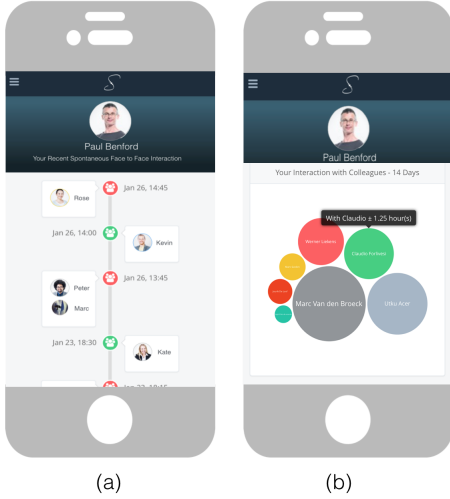 S
Paul Benford
Your Recent Spontaneous Face to Face Interaction
Jan 26, 14:45
Rose
Jan 26, 14:00
Kevin
Jan 26, 13:45
Peter
Marc
Jan 23, 18:30
Kate
(a)
S
Paul Benford
Your Interaction with Colleagues - 14 Days
With Claudio ± 1.25 hour(s)
Claudio Forlivesi
Marc Van den Broeck
Utku Acer
(b)